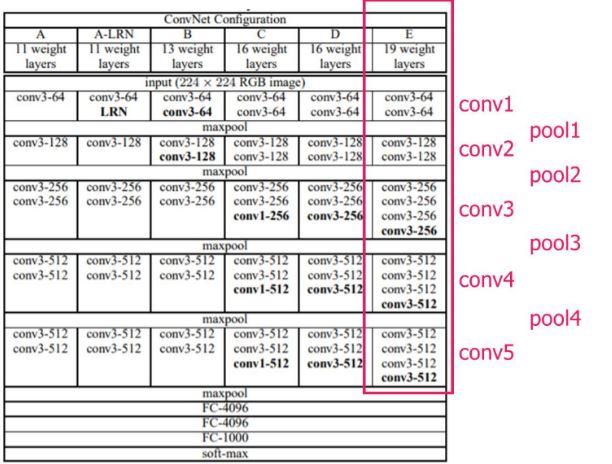 ConvNet Configuration
A A-LRN B C D E
11 weight 11 weight 13 weight 16 weight 16 weight 19 weight
layers layers layers layers layers layers
input (224 × 224 RGB image)
conv3-64 conv3-64 conv3-64 conv3-64 conv3-64 conv3-64
LRN conv3-64 conv3-64 conv3-64 conv3-64
conv1
maxpool
pool1
conv3-128 conv3-128 conv3-128 conv3-128 conv3-128 conv3-128
conv3-128 conv3-128 conv3-128 conv3-128
conv2
maxpool
pool2
conv3-256 conv3-256 conv3-256 conv3-256 conv3-256 conv3-256
conv3-256 conv3-256 conv3-256 conv3-256 conv3-256 conv3-256
conv1-256 conv3-256 conv3-256
conv3-256
conv3
maxpool
pool3
conv3-512 conv3-512 conv3-512 conv3-512 conv3-512 conv3-512
conv3-512 conv3-512 conv3-512 conv3-512 conv3-512 conv3-512
conv1-512 conv3-512 conv3-512
conv3-512
conv4
maxpool
pool4
conv3-512 conv3-512 conv3-512 conv3-512 conv3-512 conv3-512
conv3-512 conv3-512 conv3-512 conv3-512 conv3-512 conv3-512
conv1-512 conv3-512 conv3-512
conv3-512
conv5
maxpool
FC-4096
FC-4096
FC-1000
soft-max